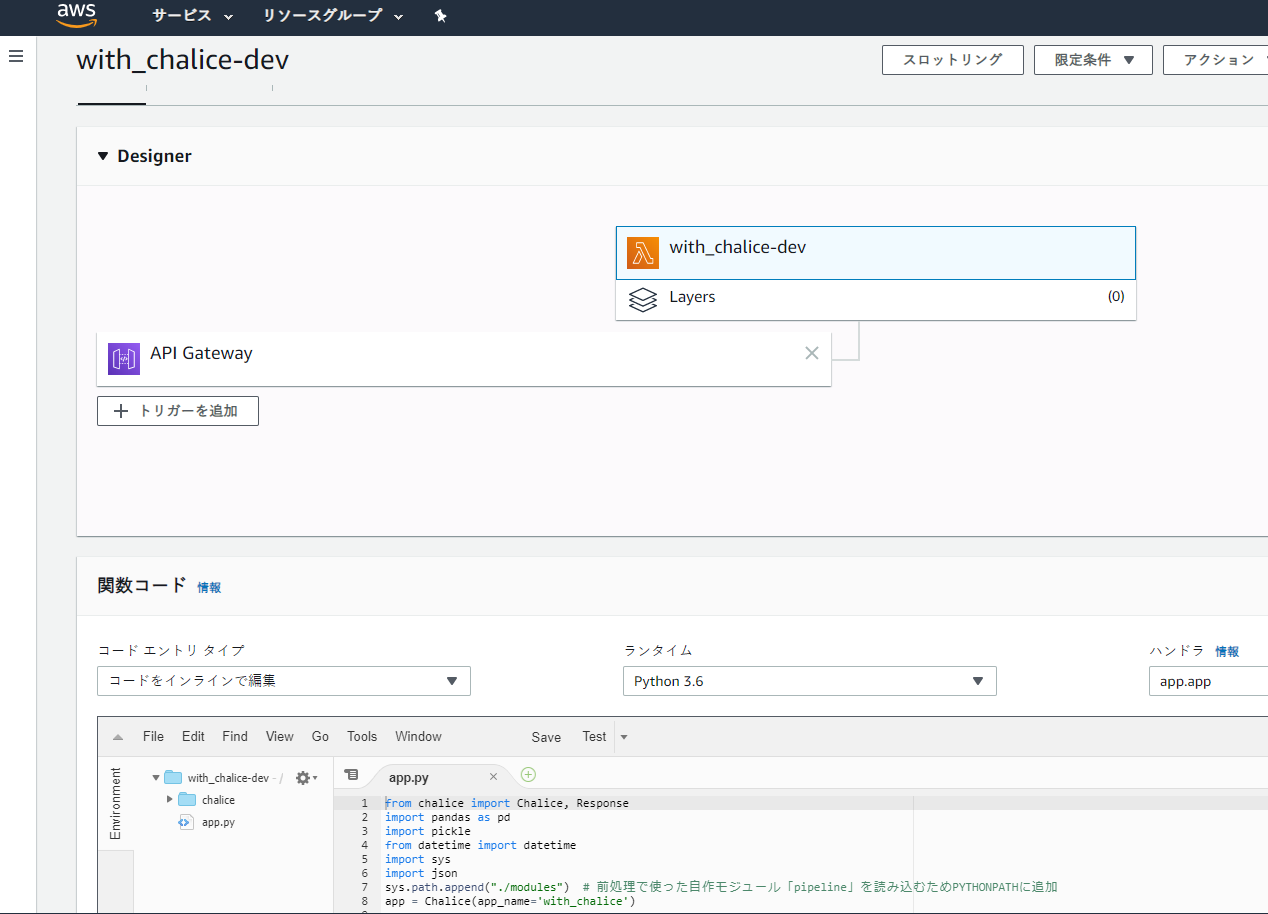 aws サービス リソースグループ
with_chalice-dev スロットリング 限定条件 アクション
Designer
with_chalice-dev
Layers (0)
API Gateway
トリガーを追加
関数コード 情報
コード エントリ タイプ ランタイム ハンドラ 情報
コードをインラインで編集 Python 3.6 app.app
File Edit Find View Go Tools Window Save Test
Environment
with_chalice-dev - /
chalice
app.py
app.py
1 from chalice import Chalice, Response
2 import pandas as pd
3 import pickle
4 from datetime import datetime
5 import sys
6 import json
7 sys.path.append("./modules")  # 前処理で使った自作モジュール「pipeline」を読み込むためPYTHONPATHに追加
8 app = Chalice(app_name='with_chalice')